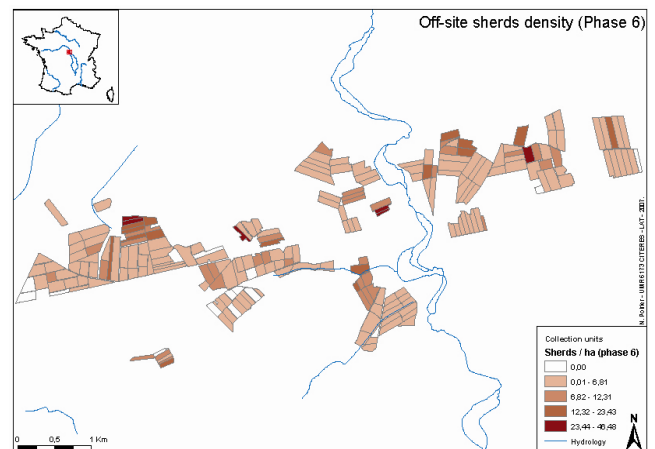 Off-site sherds density (Phase 6)
N. Poirier - UMR 6173 CITERES - LAT - 2007.
Collection units
Sherds / ha (phase 6)
0,00
0,01 - 6,81
6,82 - 12,31
12,32 - 23,43
23,44 - 46,48
Hydrology
N
0 0,5 1 Km